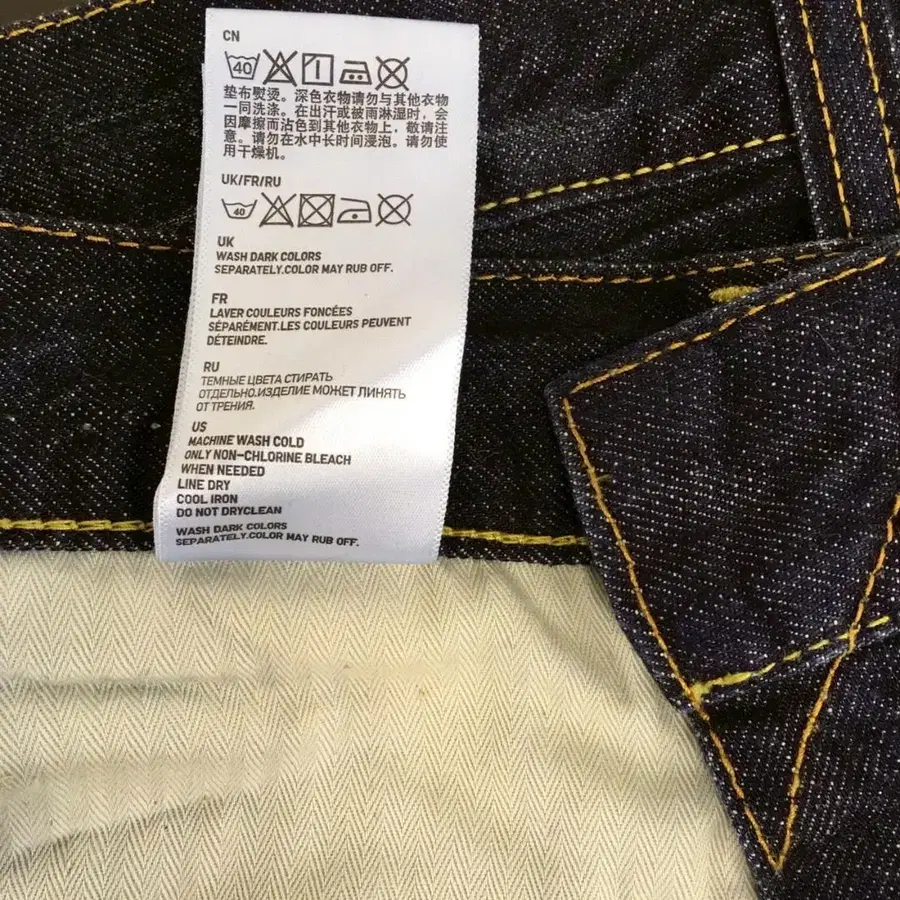 CN
40
垫布熨烫。深色衣物请勿与其他衣物
一同洗涤。在出汗或被雨淋湿时，会
因摩擦而沾色到其他衣物上，敬请注
意。请勿在水中长时间浸泡。请勿使
用干燥机。
UK/FR/RU
40
UK
WASH DARK COLORS
SEPARATELY.COLOR MAY RUB OFF.
FR
LAVER COULEURS FONCÉES
SÉPARÉMENT.LES COULEURS PEUVENT
DÉTEINDRE.
RU
ТЕМНЫЕ ЦВЕТА СТИРАТЬ
ОТДЕЛЬНО.ИЗДЕЛИЕ МОЖЕТ ЛИНЯТЬ
ОТ ТРЕНИЯ.
US
MACHINE WASH COLD
ONLY NON-CHLORINE BLEACH
WHEN NEEDED
LINE DRY
COOL IRON
DO NOT DRYCLEAN
WASH DARK COLORS
SEPARATELY.COLOR MAY RUB OFF.